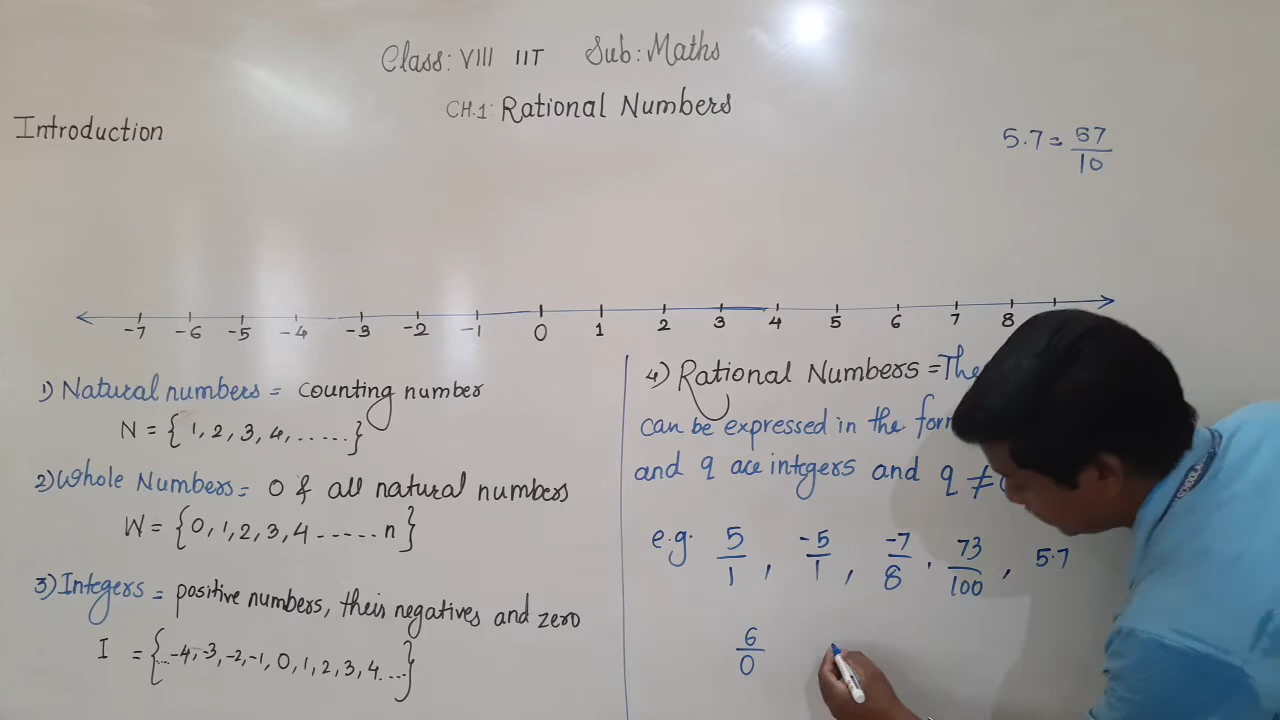 Class: VIII IIT Sub: Maths
CH.1: Rational Numbers
Introduction
5.7 = 57/10
-7 -6 -5 -4 -3 -2 -1 0 1 2 3 4 5 6 7 8
1) Natural numbers = counting number
N = { 1, 2, 3, 4, ......}
2) Whole Numbers = 0 & all natural numbers
W = {0, 1, 2, 3, 4 ----- n}
3) Integers = positive numbers, their negatives and zero
I = {...-4, -3, -2, -1, 0, 1, 2, 3, 4. ...}
4) Rational Numbers = The
can be expressed in the form
and q are integers and q ≠
e.g. 5/1, -5/1, -7/8, 73/100, 5.7
6/0